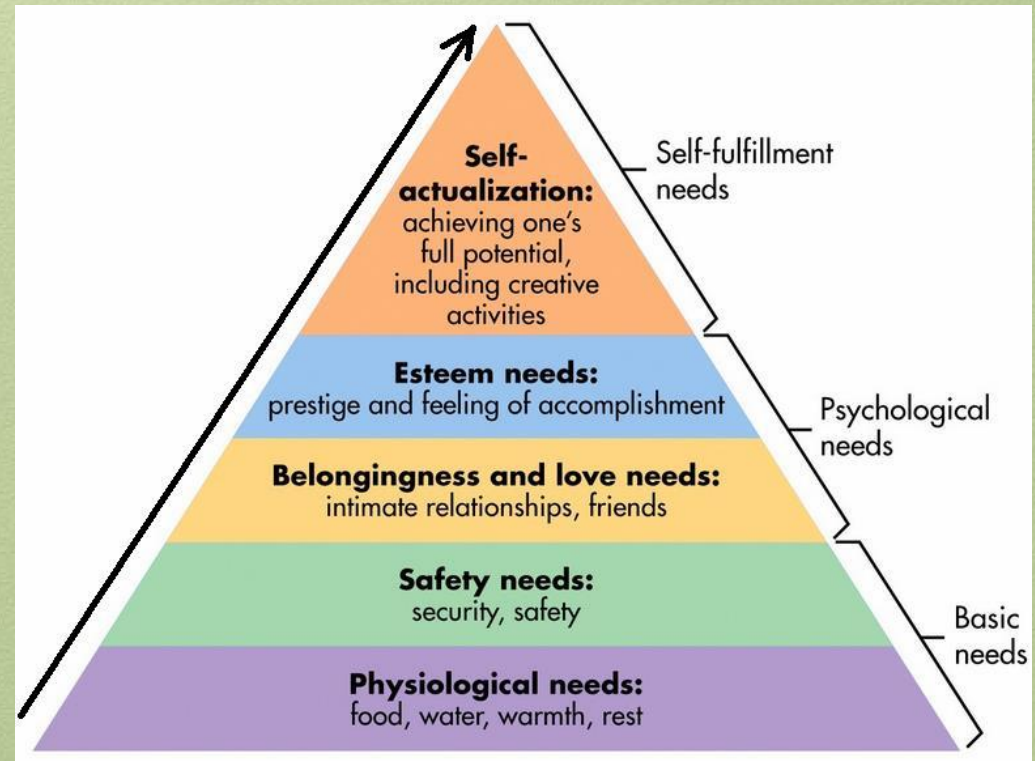 Self-
actualization:
achieving one's
full potential,
including creative
activities
Self-fulfillment
needs
Esteem needs:
prestige and feeling of accomplishment
Psychological
needs
Belongingness and love needs:
intimate relationships, friends
Safety needs:
security, safety
Basic
needs
Physiological needs:
food, water, warmth, rest